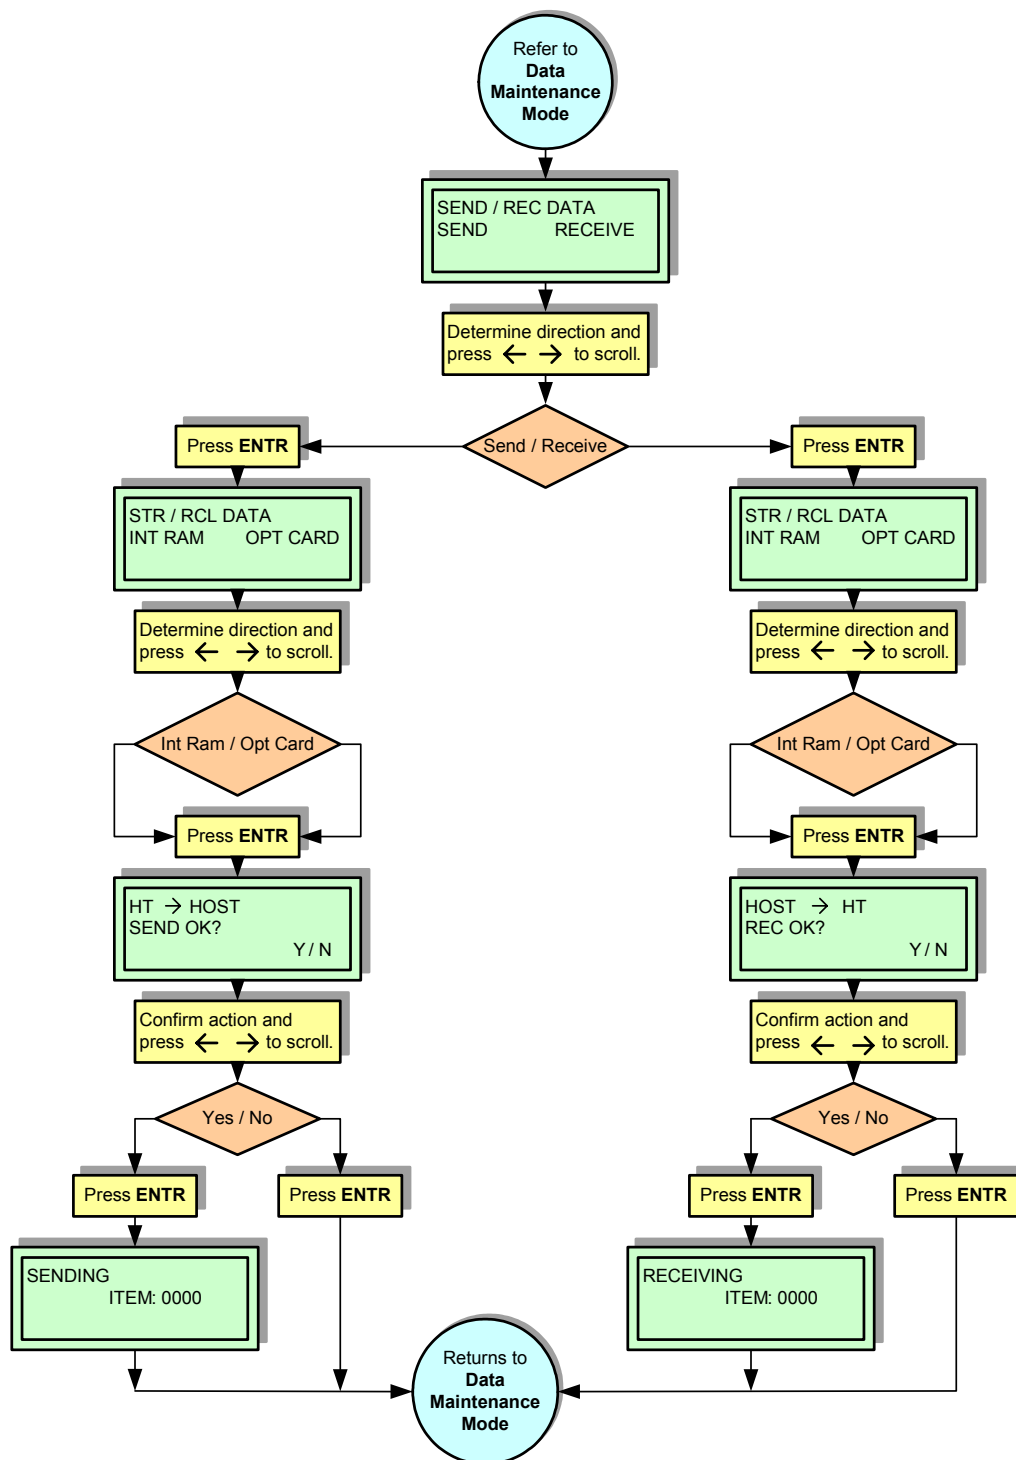 Refer to
Data
Maintenance
Mode
SEND / REC DATA
SEND RECEIVE
Determine direction and
press ← → to scroll.
Send / Receive
Press ENTR
STR / RCL DATA
INT RAM OPT CARD
Determine direction and
press ← → to scroll.
Int Ram / Opt Card
Press ENTR
HT → HOST
SEND OK?
Y / N
Confirm action and
press ← → to scroll.
Yes / No
Press ENTR
Press ENTR
SENDING
ITEM: 0000
Press ENTR
STR / RCL DATA
INT RAM OPT CARD
Determine direction and
press ← → to scroll.
Int Ram / Opt Card
Press ENTR
HOST → HT
REC OK?
Y / N
Confirm action and
press ← → to scroll.
Yes / No
Press ENTR
Press ENTR
RECEIVING
ITEM: 0000
Returns to
Data
Maintenance
Mode